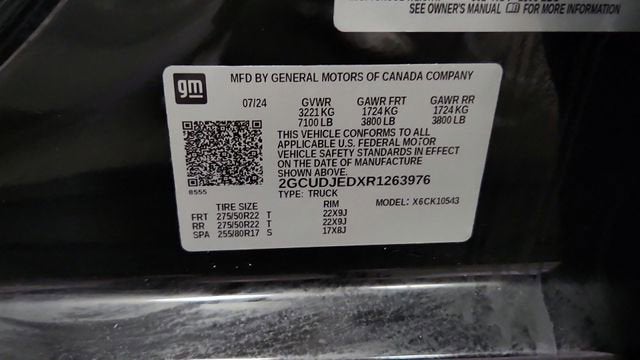 SEE OWNER'S MANUAL FOR MORE INFORMATION
gm
MFD BY GENERAL MOTORS OF CANADA COMPANY
07/24 GVWR GAWR FRT GAWR RR
3221 KG 1724 KG 1724 KG
7100 LB 3800 LB 3800 LB
THIS VEHICLE CONFORMS TO ALL
APPLICABLE U.S. FEDERAL MOTOR
VEHICLE SAFETY STANDARDS IN EFFECT
ON THE DATE OF MANUFACTURE
SHOWN ABOVE.
8555
2GCUDJEDXR1263976
TYPE: TRUCK
MODEL: X6CK10543
TIRE SIZE RIM
FRT 275/50R22 T 22X9J
RR 275/50R22 T 22X9J
SPA 255/80R17 S 17X8J